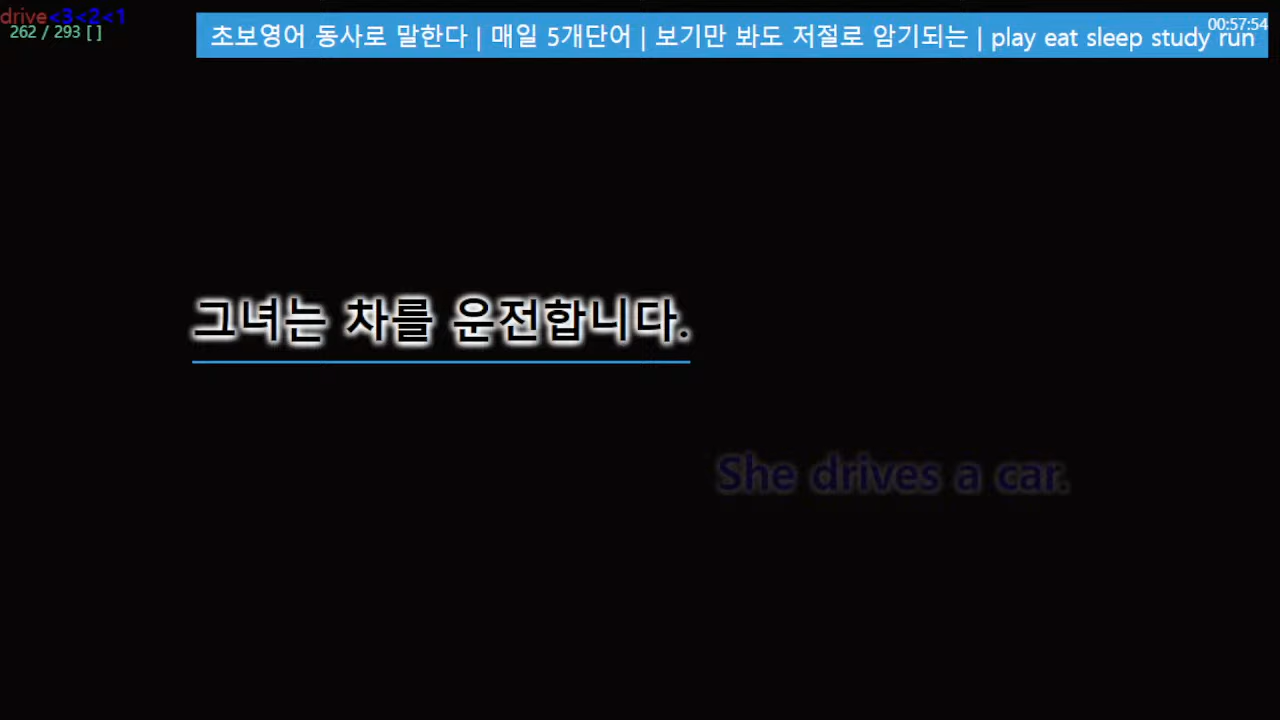 drive<3<2<1
262 / 293 [ ]
초보영어 동사로 말한다 | 매일 5개단어 | 보기만 봐도 저절로 암기되는 | play eat sleep study run
00:57:54
그녀는 차를 운전합니다.
She drives a car.